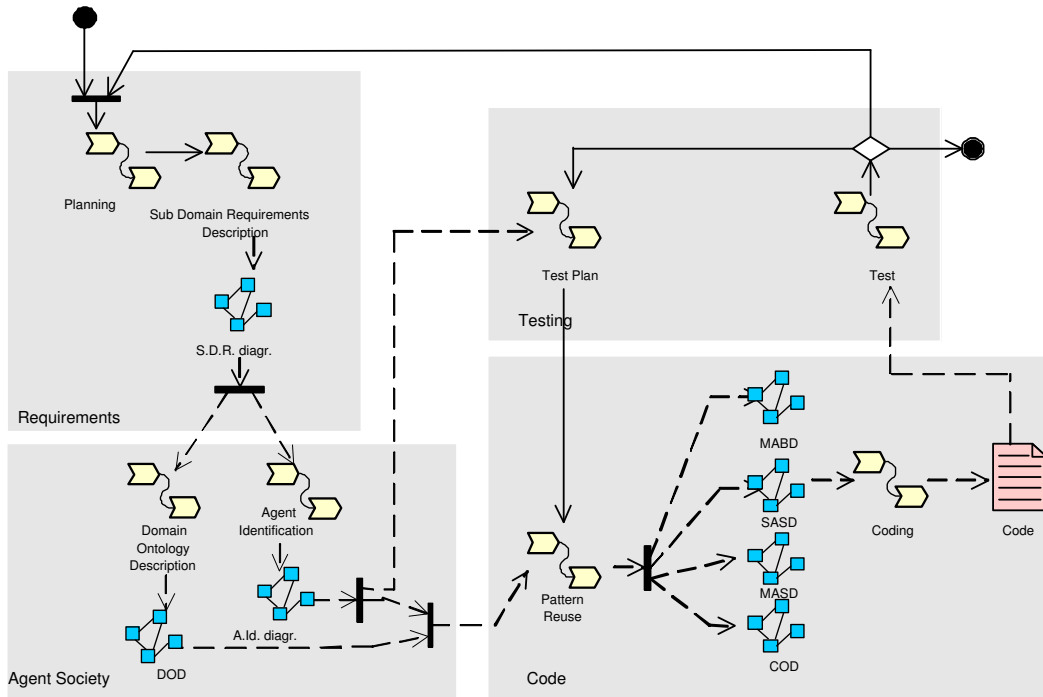 Planning
Sub Domain Requirements
Description
S.D.R. diagr.
Requirements
Test Plan
Test
Testing
Domain
Ontology
Description
Agent
Identification
A.Id. diagr.
DOD
Agent Society
Pattern
Reuse
MABD
SASD
MASD
COD
Coding
Code
Code